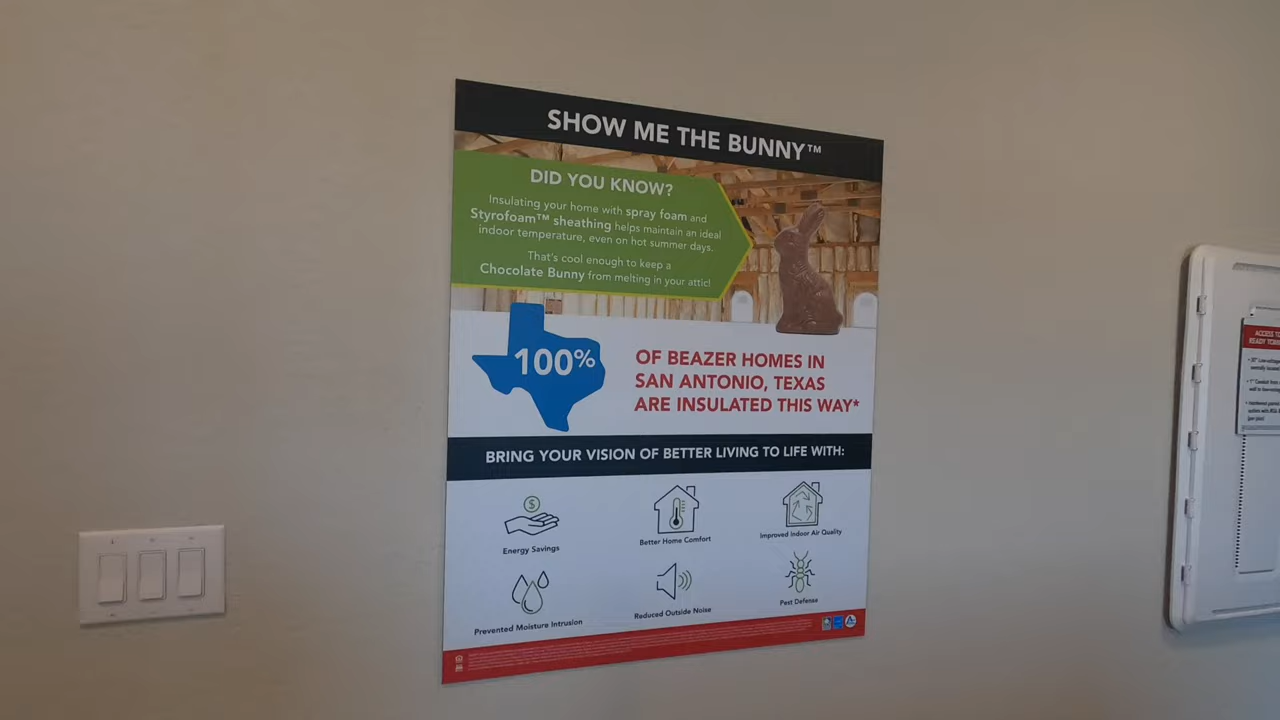 SHOW ME THE BUNNY™
DID YOU KNOW?
Insulating your home with spray foam and
Styrofoam™ sheathing helps maintain an ideal
indoor temperature, even on hot summer days.
That's cool enough to keep a
Chocolate Bunny from melting in your attic!
100%
OF BEAZER HOMES IN
SAN ANTONIO, TEXAS
ARE INSULATED THIS WAY*
BRING YOUR VISION OF BETTER LIVING TO LIFE WITH:
$
Energy Savings
Better Home Comfort
Improved Indoor Air Quality
Prevented Moisture Intrusion
Reduced Outside Noise
Pest Defense
ACCESS
READY